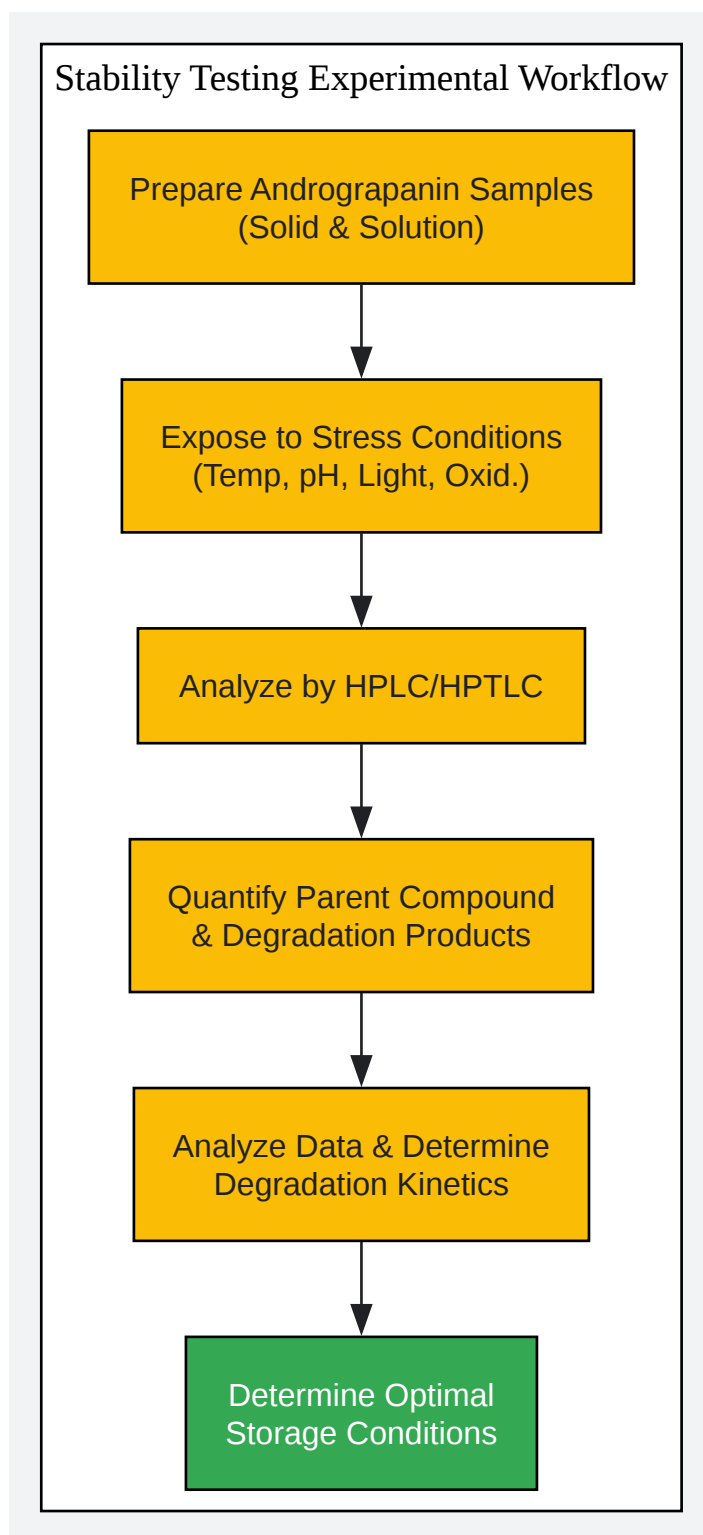 Stability Testing Experimental Workflow
Prepare Andrograpanin Samples
(Solid & Solution)
Expose to Stress Conditions
(Temp, pH, Light, Oxid.)
Analyze by HPLC/HPTLC
Quantify Parent Compound
& Degradation Products
Analyze Data & Determine
Degradation Kinetics
Determine Optimal
Storage Conditions